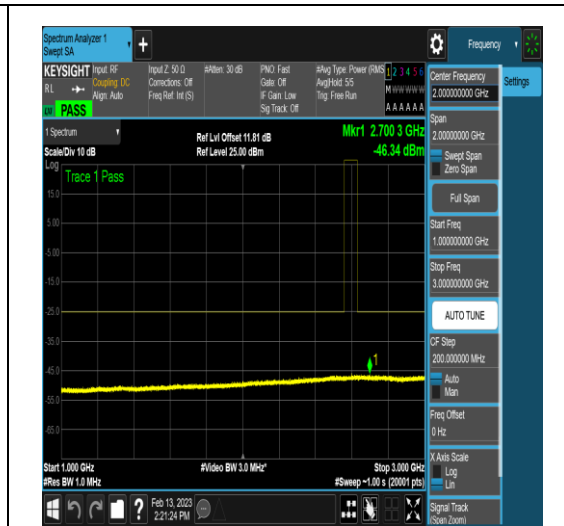 Spectrum Analyzer 1
Swept SA
Frequency
KEYSIGHT
RL
LW
PASS
Input: RF
Coupling: DC
Align: Auto
Input Z: 50 Ω
Corrections: Off
Freq Ref: Int (S)
#Atten: 30 dB
PNO: Fast
Gate: Off
IF Gain: Low
Sig Track: Off
#Avg Type: Power (RMS)
Avg|Hold: 5/5
Trig: Free Run
1 2 3 4 5 6
M W W W W W
A A A A A A
1 Spectrum
Scale/Div 10 dB
Ref Lvl Offset 11.81 dB
Ref Level 25.00 dBm
Mkr1 2.700 3 GHz
-46.34 dBm
Log
Trace 1 Pass
15.0
5.00
-5.00
-15.0
-25.0
-35.0
-45.0
-55.0
-65.0
1
Start 1.000 GHz
#Res BW 1.0 MHz
#Video BW 3.0 MHz*
Stop 3.000 GHz
#Sweep ~1.00 s (20001 pts)
Center Frequency
2.000000000 GHz
Settings
Span
2.00000000 GHz
Swept Span
Zero Span
Full Span
Start Freq
1.000000000 GHz
Stop Freq
3.000000000 GHz
AUTO TUNE
CF Step
200.000000 MHz
Auto
Man
Freq Offset
0 Hz
X Axis Scale
Log
Lin
Signal Track
(Span Zoom)
Feb 13, 2023
2:21:24 PM